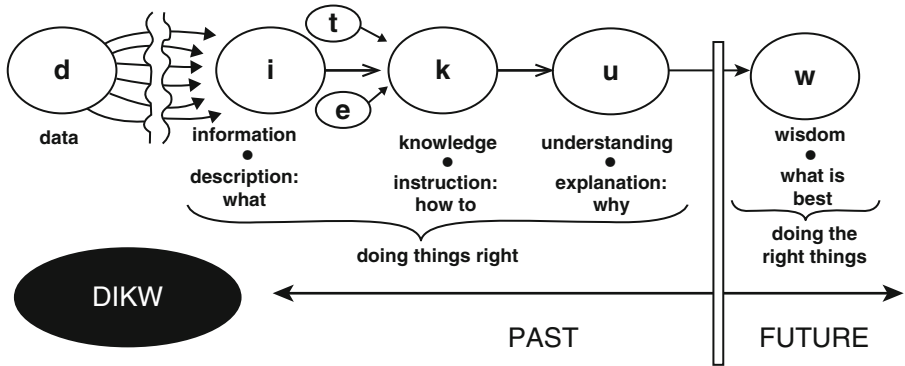 d
i
t
e
k
u
w
data
information
description:
what
knowledge
instruction:
how to
understanding
explanation:
why
wisdom
what is
best
doing things right
doing the
right things
DIKW
PAST
FUTURE